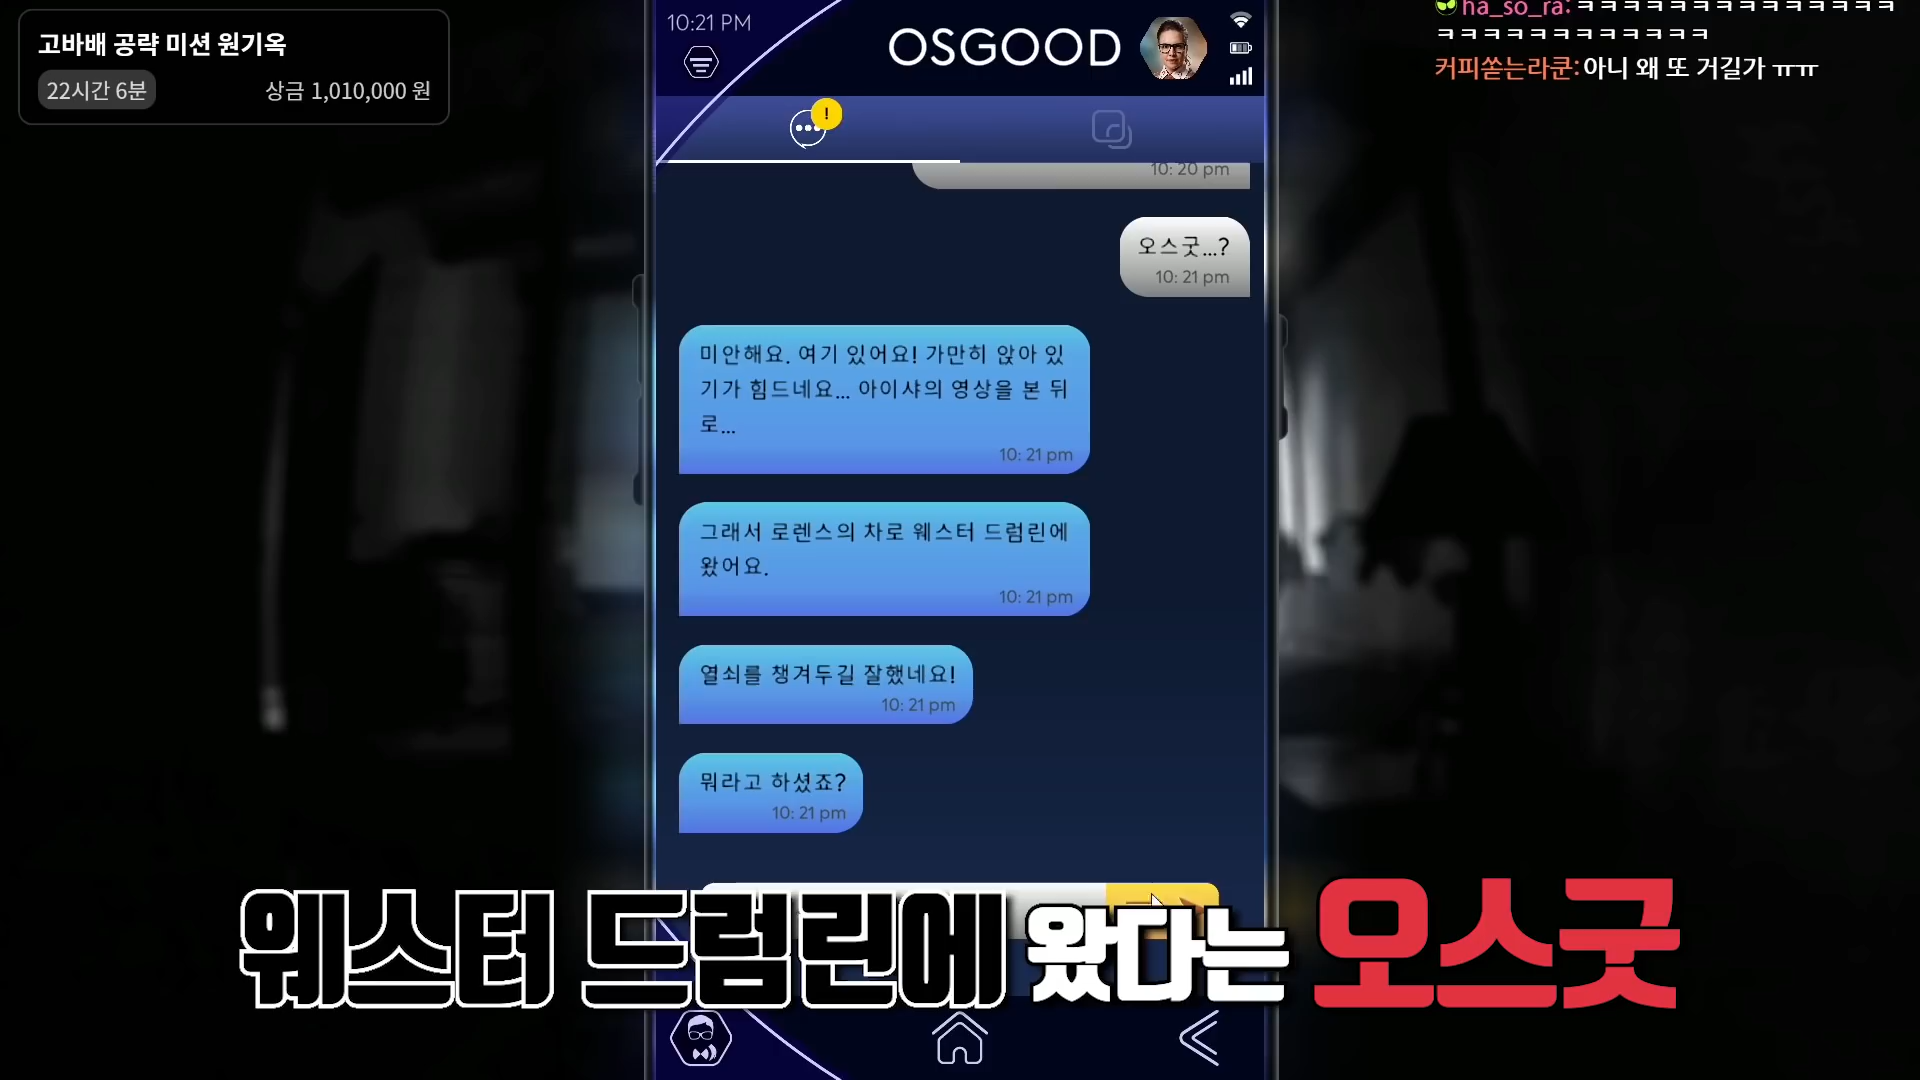 고바배 공략 미션 원기옥
22시간 6분
상금 1,010,000 원
10:21 PM
OSGOOD
!
ha_so_ra: ㅋㅋㅋㅋㅋㅋㅋㅋㅋㅋㅋㅋㅋㅋ
ㅋㅋㅋㅋㅋㅋㅋㅋㅋㅋㅋㅋ
커피쏟는라쿤: 아니 왜 또 거길가 ㅠㅠ
10: 20 pm
오스굿...?
10: 21 pm
미안해요. 여기 있어요! 가만히 앉아 있
기가 힘드네요... 아이샤의 영상을 본 뒤
로...
10: 21 pm
그래서 로렌스의 차로 웨스터 드럼린에
왔어요.
10: 21 pm
열쇠를 챙겨두길 잘했네요!
10: 21 pm
뭐라고 하셨죠?
10: 21 pm
웨스터 드럼린에 왔다는 오스굿